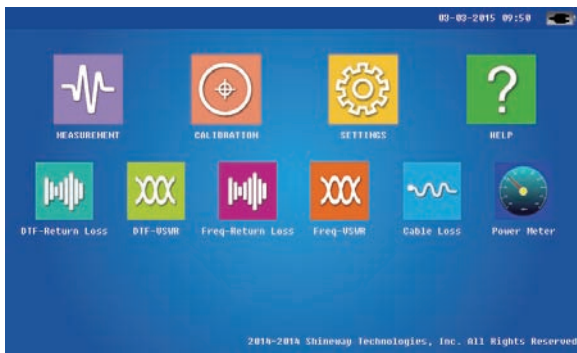 03-03-2015 09:50
MEASUREMENT CALIBRATION SETTINGS HELP
DTF-Return Loss DTF-VSWR Freq-Return Loss Freq-VSWR Cable Loss Power Meter
2014-2014 Shineway Technologies, Inc. All Rights Reserved